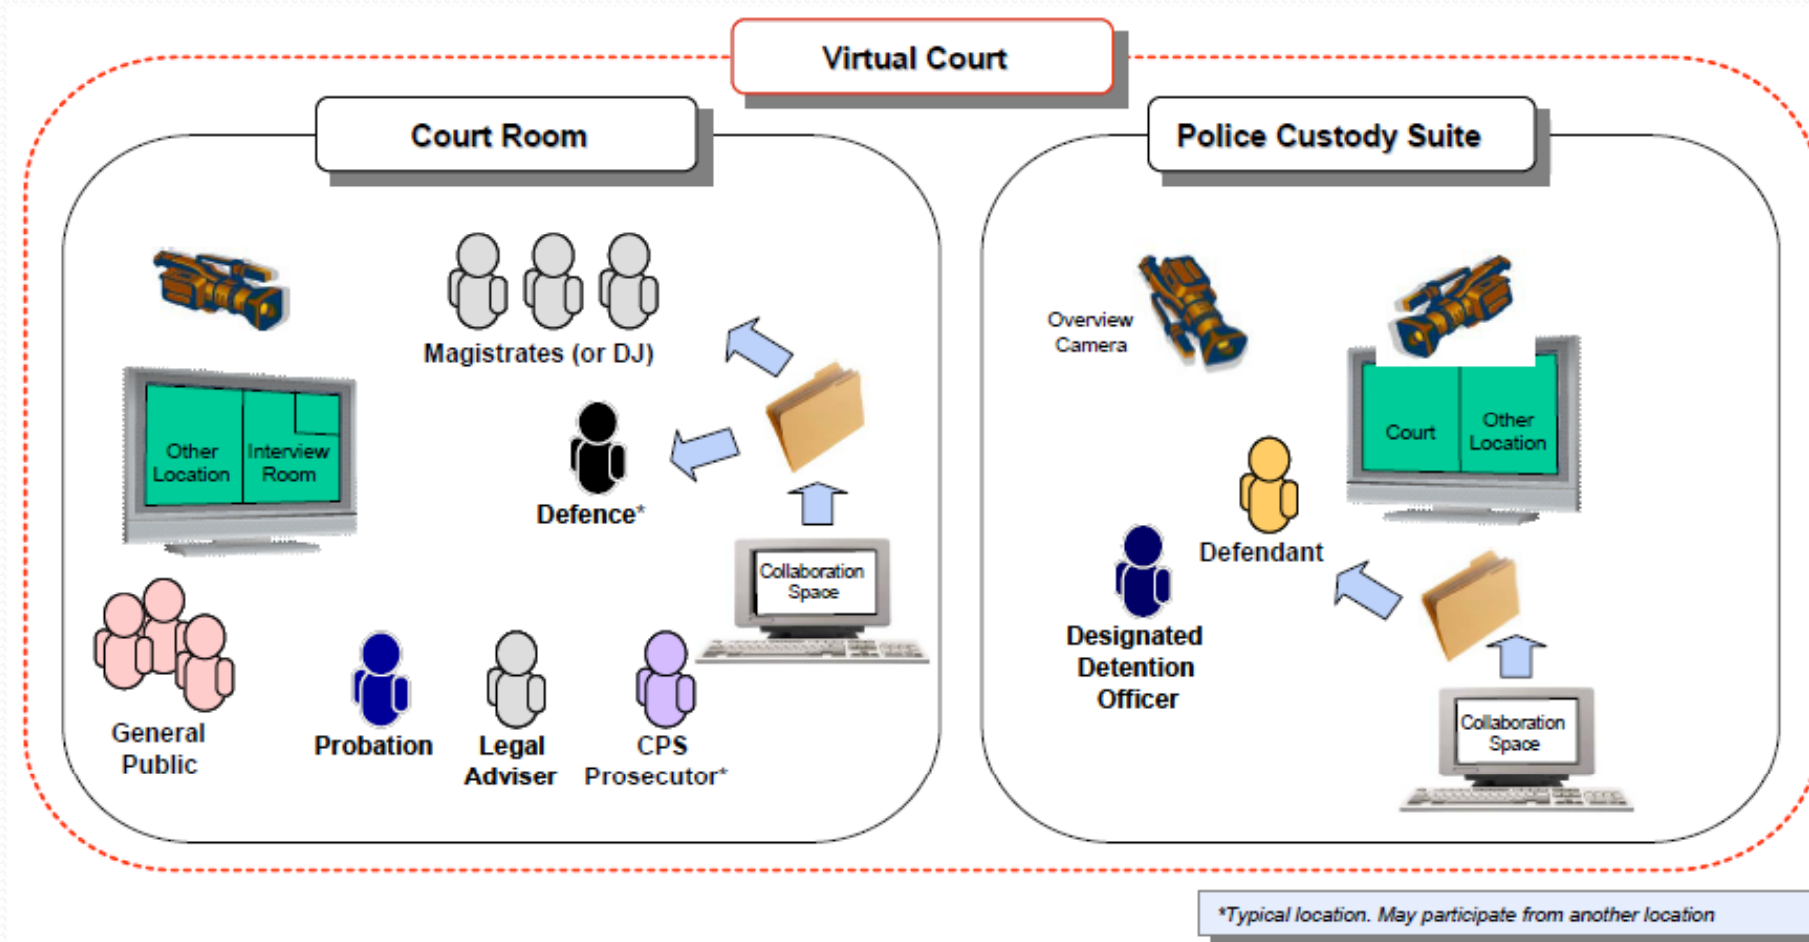 Virtual Court
Court Room
Police Custody Suite
Magistrates (or DJ)
Other
Location
Interview
Room
Defence*
Collaboration
Space
General
Public
Probation
Legal
Adviser
CPS
Prosecutor*
Overview
Camera
Court
Other
Location
Defendant
Designated
Detention
Officer
Collaboration
Space
*Typical location. May participate from another location